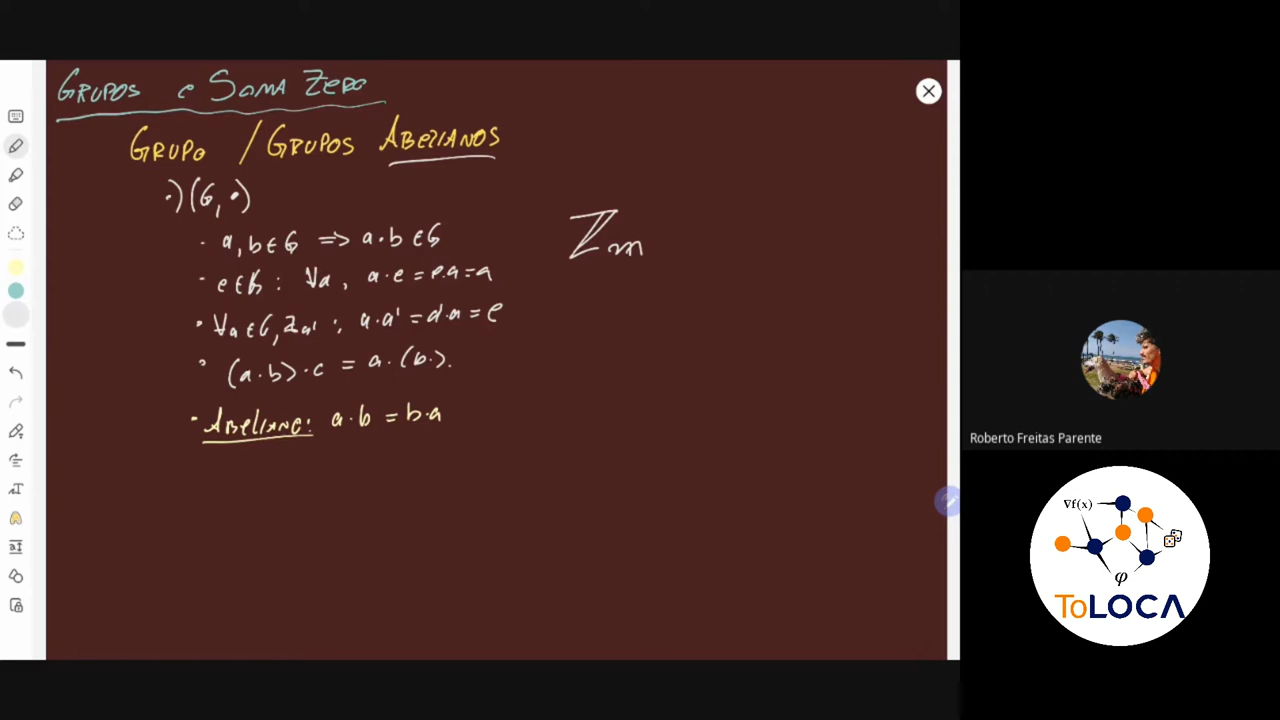 GRUPOS e SOMA ZERO
GRUPO / GRUPOS ABELIANOS
·) (G, ·)
· a, b ∈ G ⇒ a · b ∈ G
· e ∈ G : ∀a, a · e = e · a = a
· ∀a ∈ G, ∃a' : a · a' = a' · a = e
· (a · b) · c = a · (b · ).
· ABELIANO: a · b = b · a
ℤm
Roberto Freitas Parente
∇f(x)
φ
ToLOCA